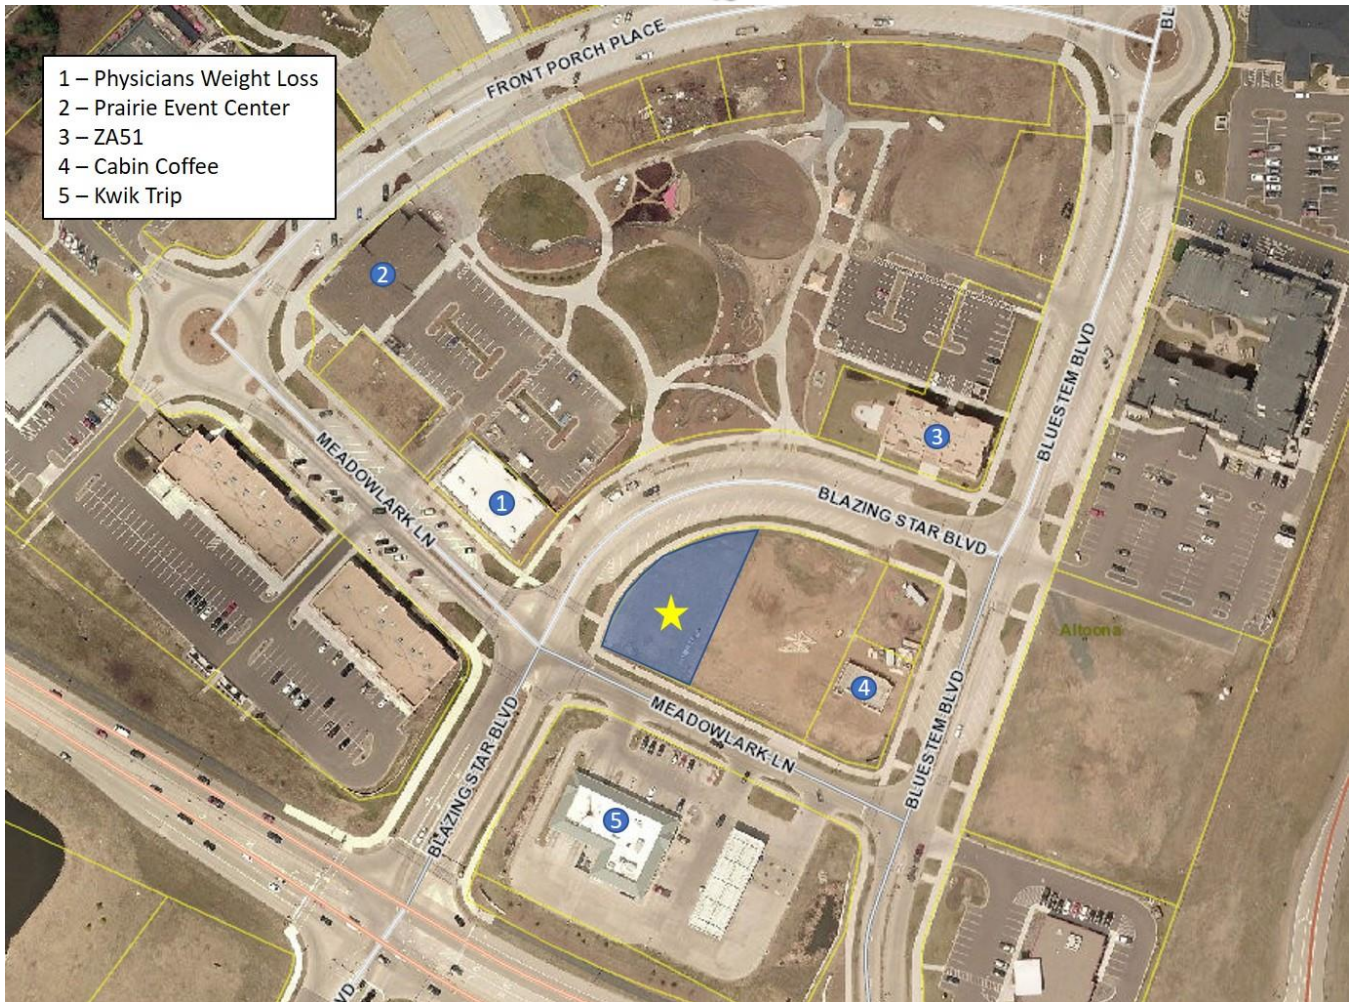 1 – Physicians Weight Loss
2 – Prairie Event Center
3 – ZA51
4 – Cabin Coffee
5 – Kwik Trip
FRONT PORCH PLACE
BL
2
MEADOWLARK LN
1
3
BLUESTEM BLVD
BLAZING STAR BLVD
Altoona
4
BLUESTEM BLVD
MEADOWLARK LN
BLAZING STAR BLVD
5
VD